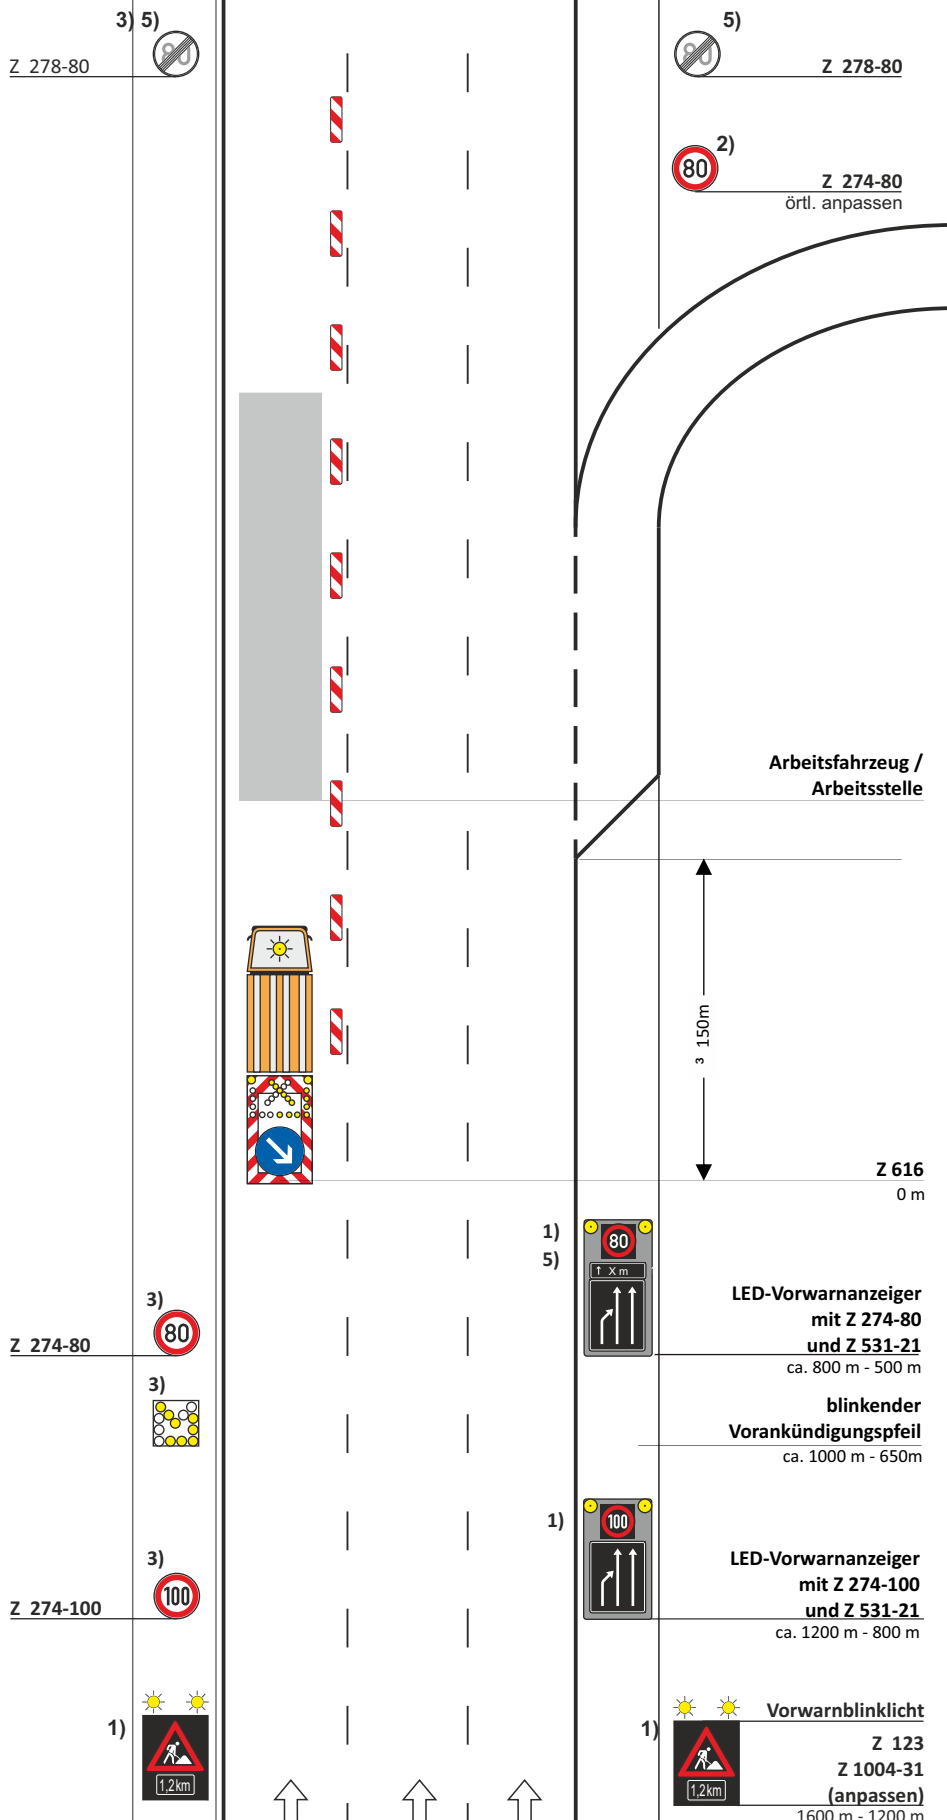 3) 5)
80
Z 278-80
5)
80
Z 278-80
2)
80
Z 274-80
örtl. anpassen
Arbeitsfahrzeug /
Arbeitsstelle
³ 150m
Z 616
0 m
1)
5)
80
↑ X m
LED-Vorwarnanzeiger
mit Z 274-80
und Z 531-21
ca. 800 m - 500 m
3)
80
Z 274-80
3)
blinkender
Vorankündigungspfeil
ca. 1000 m - 650m
1)
100
LED-Vorwarnanzeiger
mit Z 274-100
und Z 531-21
ca. 1200 m - 800 m
3)
100
Z 274-100
1)
1,2km
1)
1,2km
Vorwarnblinklicht
Z 123
Z 1004-31
(anpassen)
1600 m - 1200 m